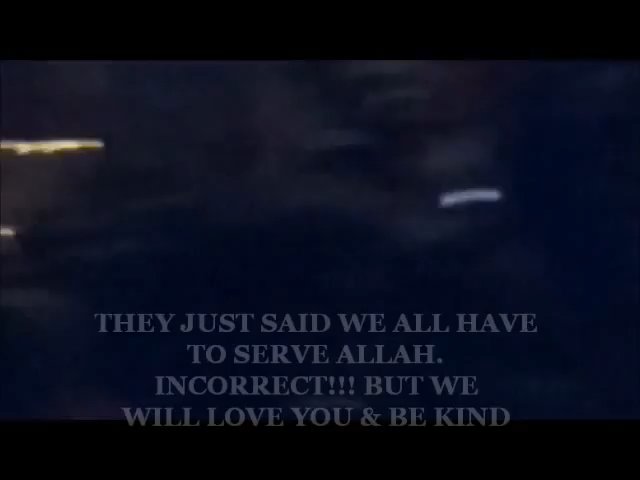 THEY JUST SAID WE ALL HAVE
TO SERVE ALLAH.
INCORRECT!!! BUT WE
WILL LOVE YOU & BE KIND